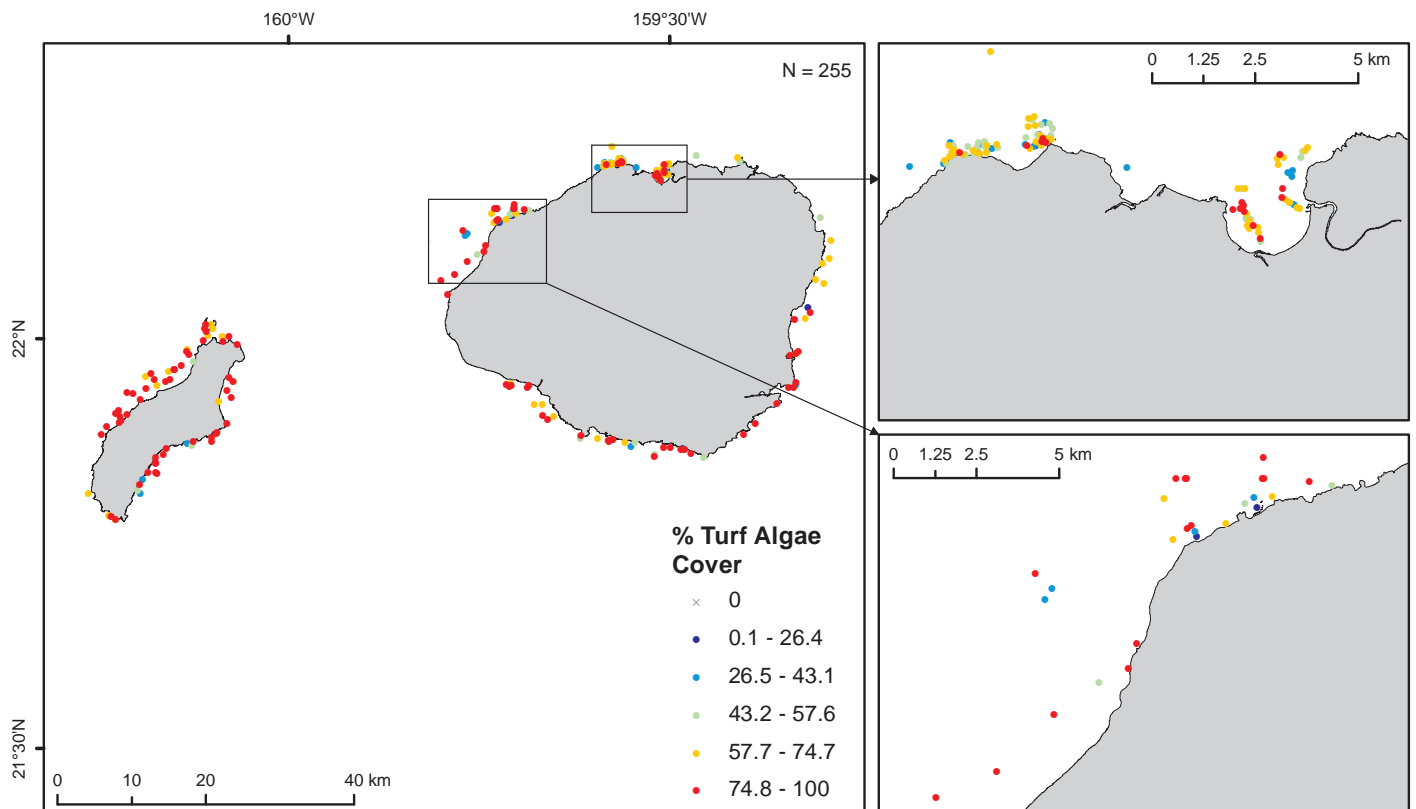 160°W
159°30'W
N = 255
0 1.25 2.5 5 km
22°N
0 1.25 2.5 5 km
% Turf Algae
Cover
0
0.1 - 26.4
26.5 - 43.1
43.2 - 57.6
57.7 - 74.7
74.8 - 100
21°30'N
0 10 20 40 km